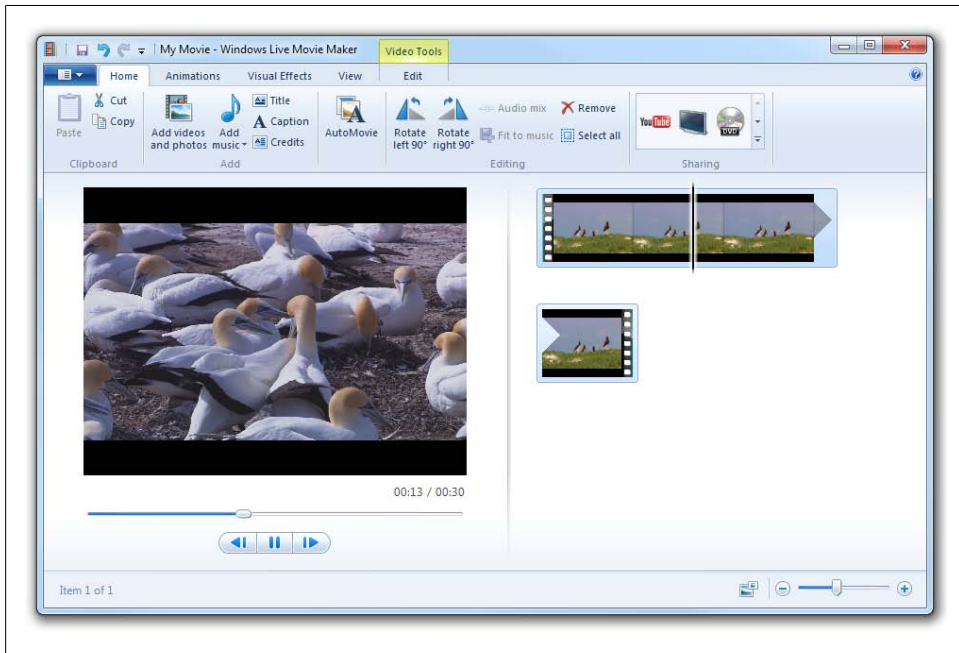 My Movie - Windows Live Movie Maker
Video Tools
Home Animations Visual Effects View Edit
Paste
Cut
Copy
Clipboard
Add videos and photos
Add music
Title
Caption
Credits
Add
AutoMovie
Rotate left 90°
Rotate right 90°
Audio mix
Fit to music
Remove
Select all
Editing
YouTube
DVD
Sharing
00:13 / 00:30
Item 1 of 1